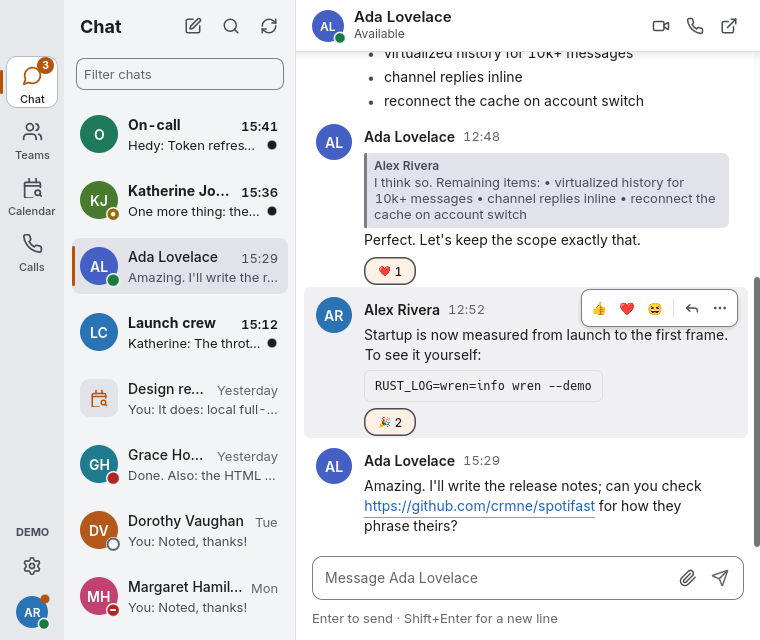 3
Chat
Teams
Calendar
Calls
DEMO
AR
Chat
Filter chats
O
On-call 15:41
Hedy: Token refres...
KJ
Katherine Jo... 15:36
One more thing: the...
AL
Ada Lovelace 15:29
Amazing. I'll write the r...
LC
Launch crew 15:12
Katherine: The throt...
Design re... Yesterday
You: It does: local full-...
GH
Grace Ho... Yesterday
Done. Also: the HTML ...
DV
Dorothy Vaughan Tue
You: Noted, thanks!
MH
Margaret Hamil... Mon
You: Noted, thanks!
AL
Ada Lovelace
Available
• virtualized history for 10k+ messages
• channel replies inline
• reconnect the cache on account switch
AL
Ada Lovelace 12:48
Alex Rivera
I think so. Remaining items: • virtualized history for
10k+ messages • channel replies inline • reconnect the
cache on account switch
Perfect. Let's keep the scope exactly that.
❤️ 1
AR
Alex Rivera 12:52
👍 ❤️ 😆
Startup is now measured from launch to the first frame.
To see it yourself:
RUST_LOG=wren=info wren --demo
🎉 2
AL
Ada Lovelace 15:29
Amazing. I'll write the release notes; can you check
https://github.com/crmne/spotifast for how they
phrase theirs?
Message Ada Lovelace
Enter to send · Shift+Enter for a new line